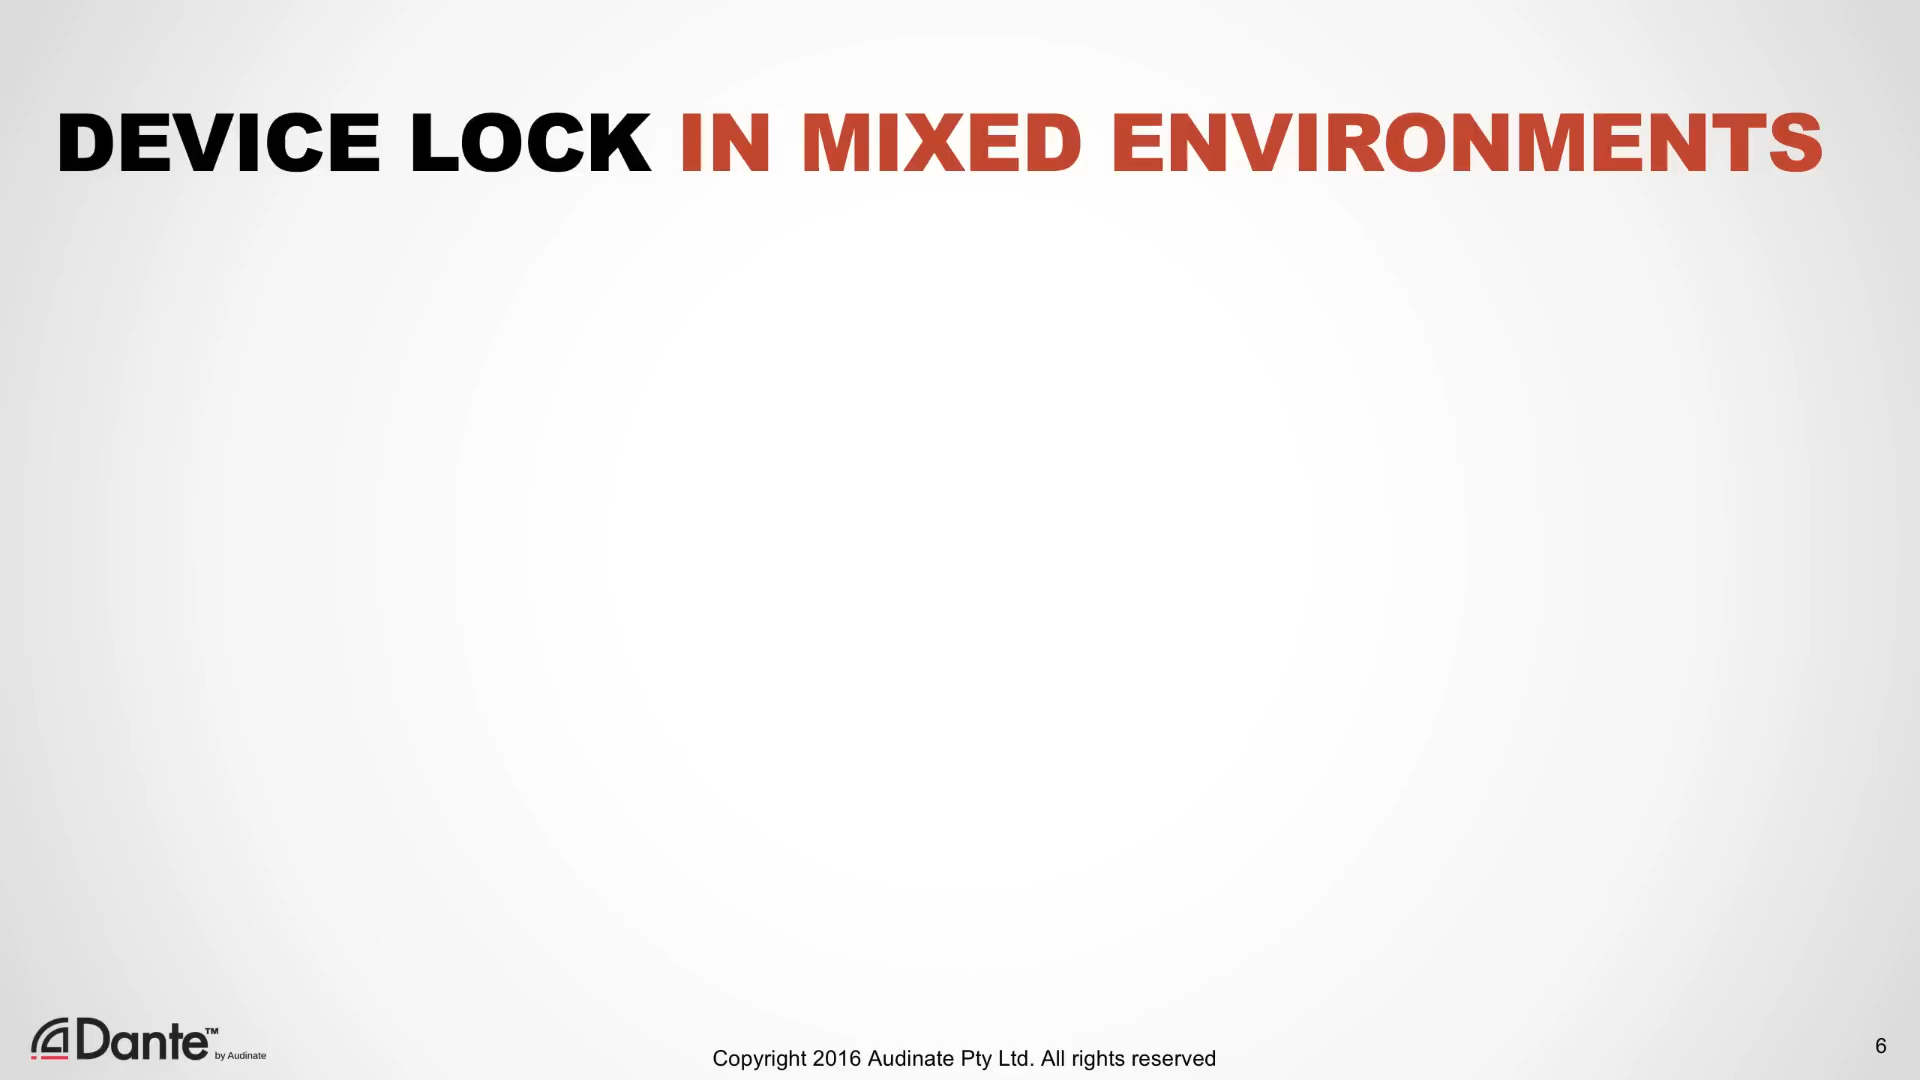 DEVICE LOCK IN MIXED ENVIRONMENTS
Dante™ by Audinate
Copyright 2016 Audinate Pty Ltd. All rights reserved
6